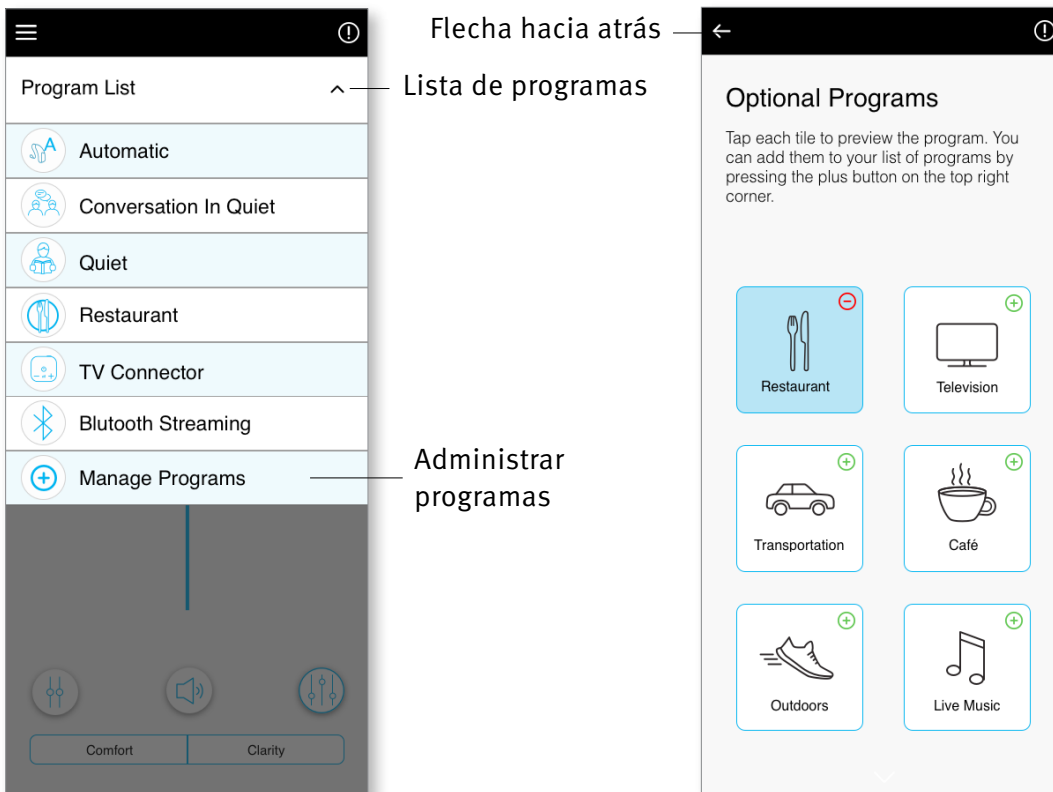 Program List
Automatic
Conversation In Quiet
Quiet
Restaurant
TV Connector
Blutooth Streaming
Manage Programs
Comfort
Clarity
Flecha hacia atrás
Lista de programas
Administrar
programas
Optional Programs
Tap each tile to preview the program. You
can add them to your list of programs by
pressing the plus button on the top right
corner.
Restaurant
Television
Transportation
Café
Outdoors
Live Music